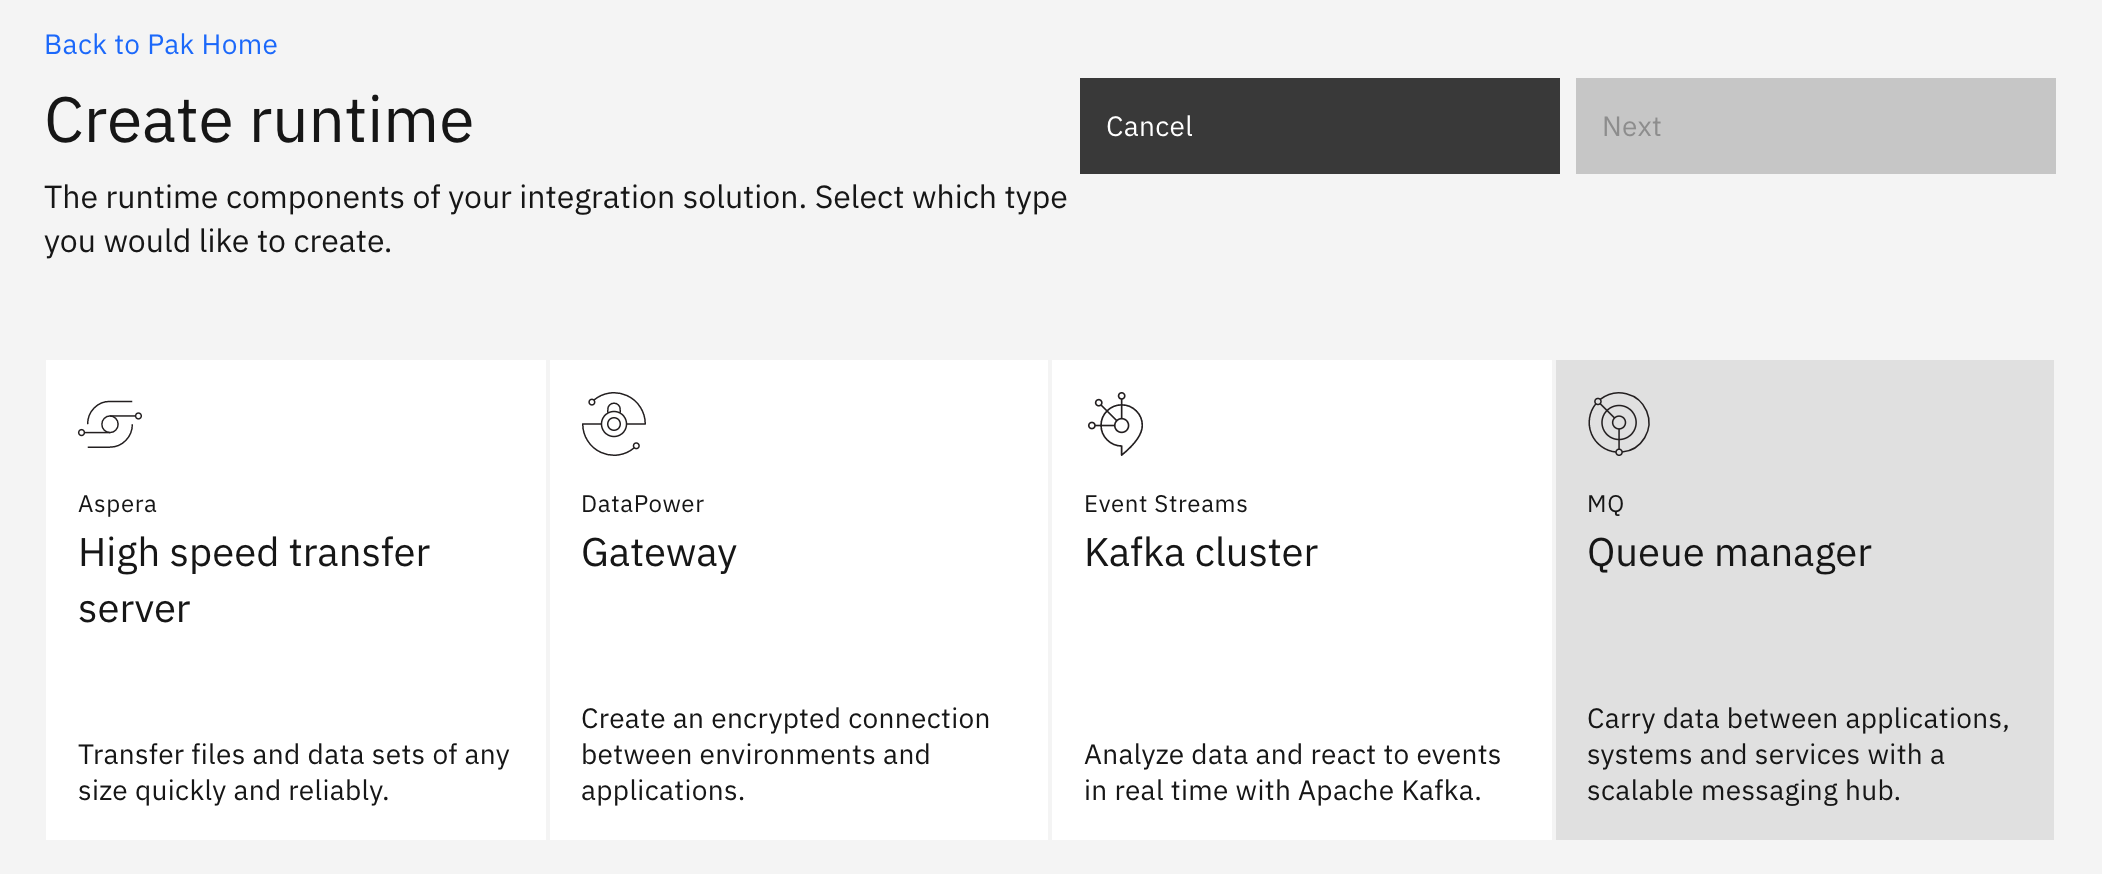 Back to Pak Home
Create runtime
Cancel
Next
The runtime components of your integration solution. Select which type
you would like to create.
Aspera
High speed transfer
server
Transfer files and data sets of any
size quickly and reliably.
DataPower
Gateway
Create an encrypted connection
between environments and
applications.
Event Streams
Kafka cluster
Analyze data and react to events
in real time with Apache Kafka.
MQ
Queue manager
Carry data between applications,
systems and services with a
scalable messaging hub.